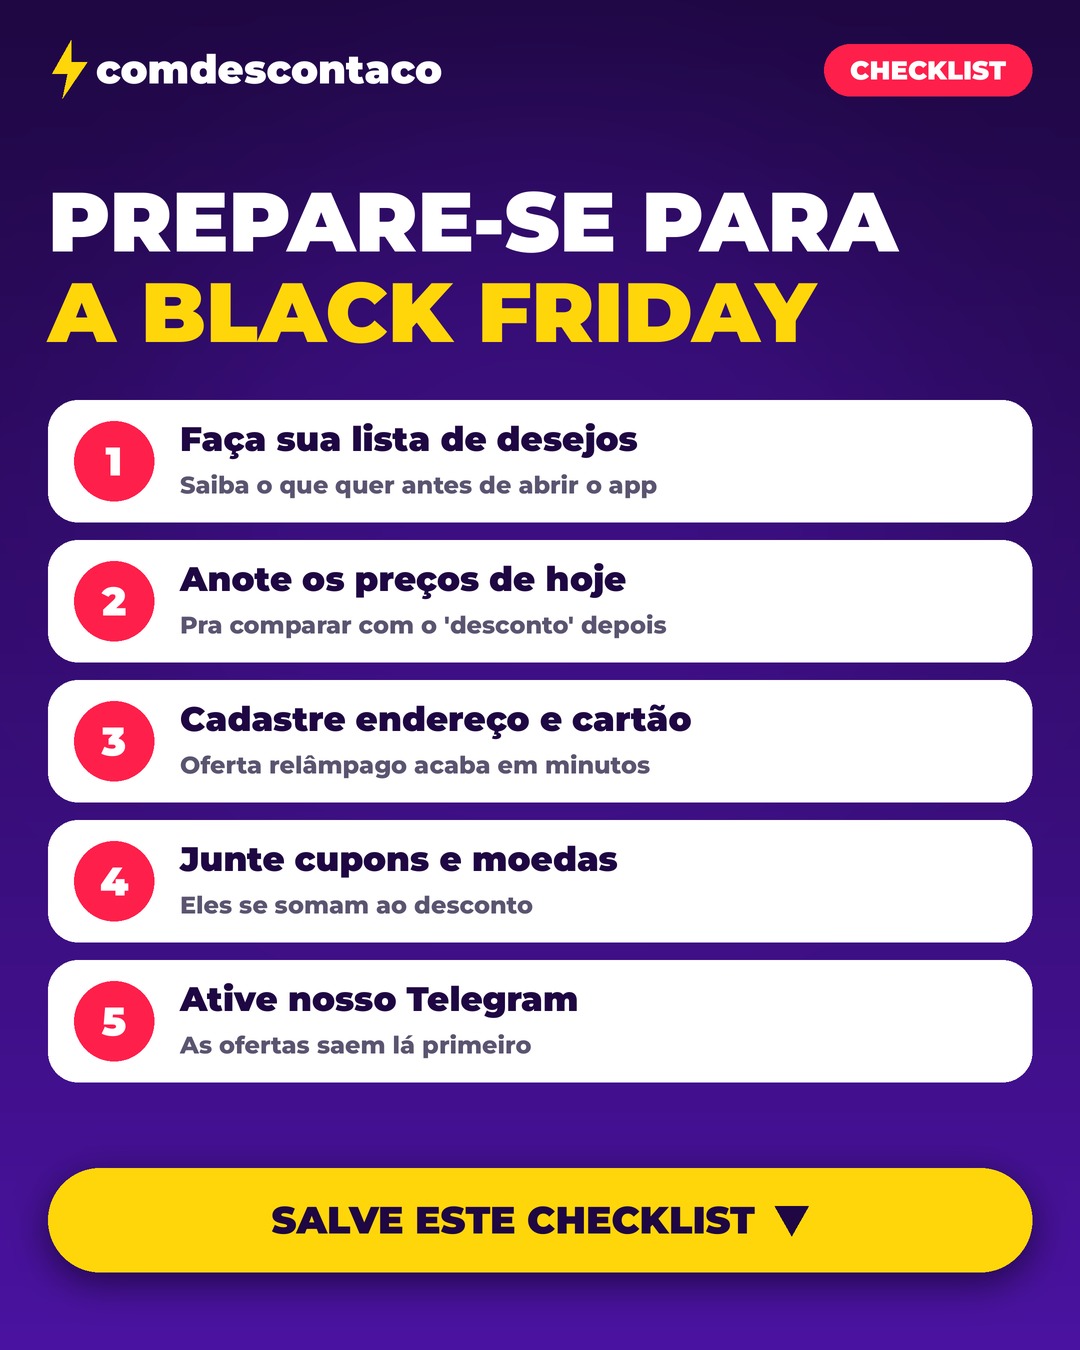 comdescontaco
CHECKLIST
PREPARE-SE PARA
A BLACK FRIDAY
1
Faça sua lista de desejos
Saiba o que quer antes de abrir o app
2
Anote os preços de hoje
Pra comparar com o 'desconto' depois
3
Cadastre endereço e cartão
Oferta relâmpago acaba em minutos
4
Junte cupons e moedas
Eles se somam ao desconto
5
Ative nosso Telegram
As ofertas saem lá primeiro
SALVE ESTE CHECKLIST ▼